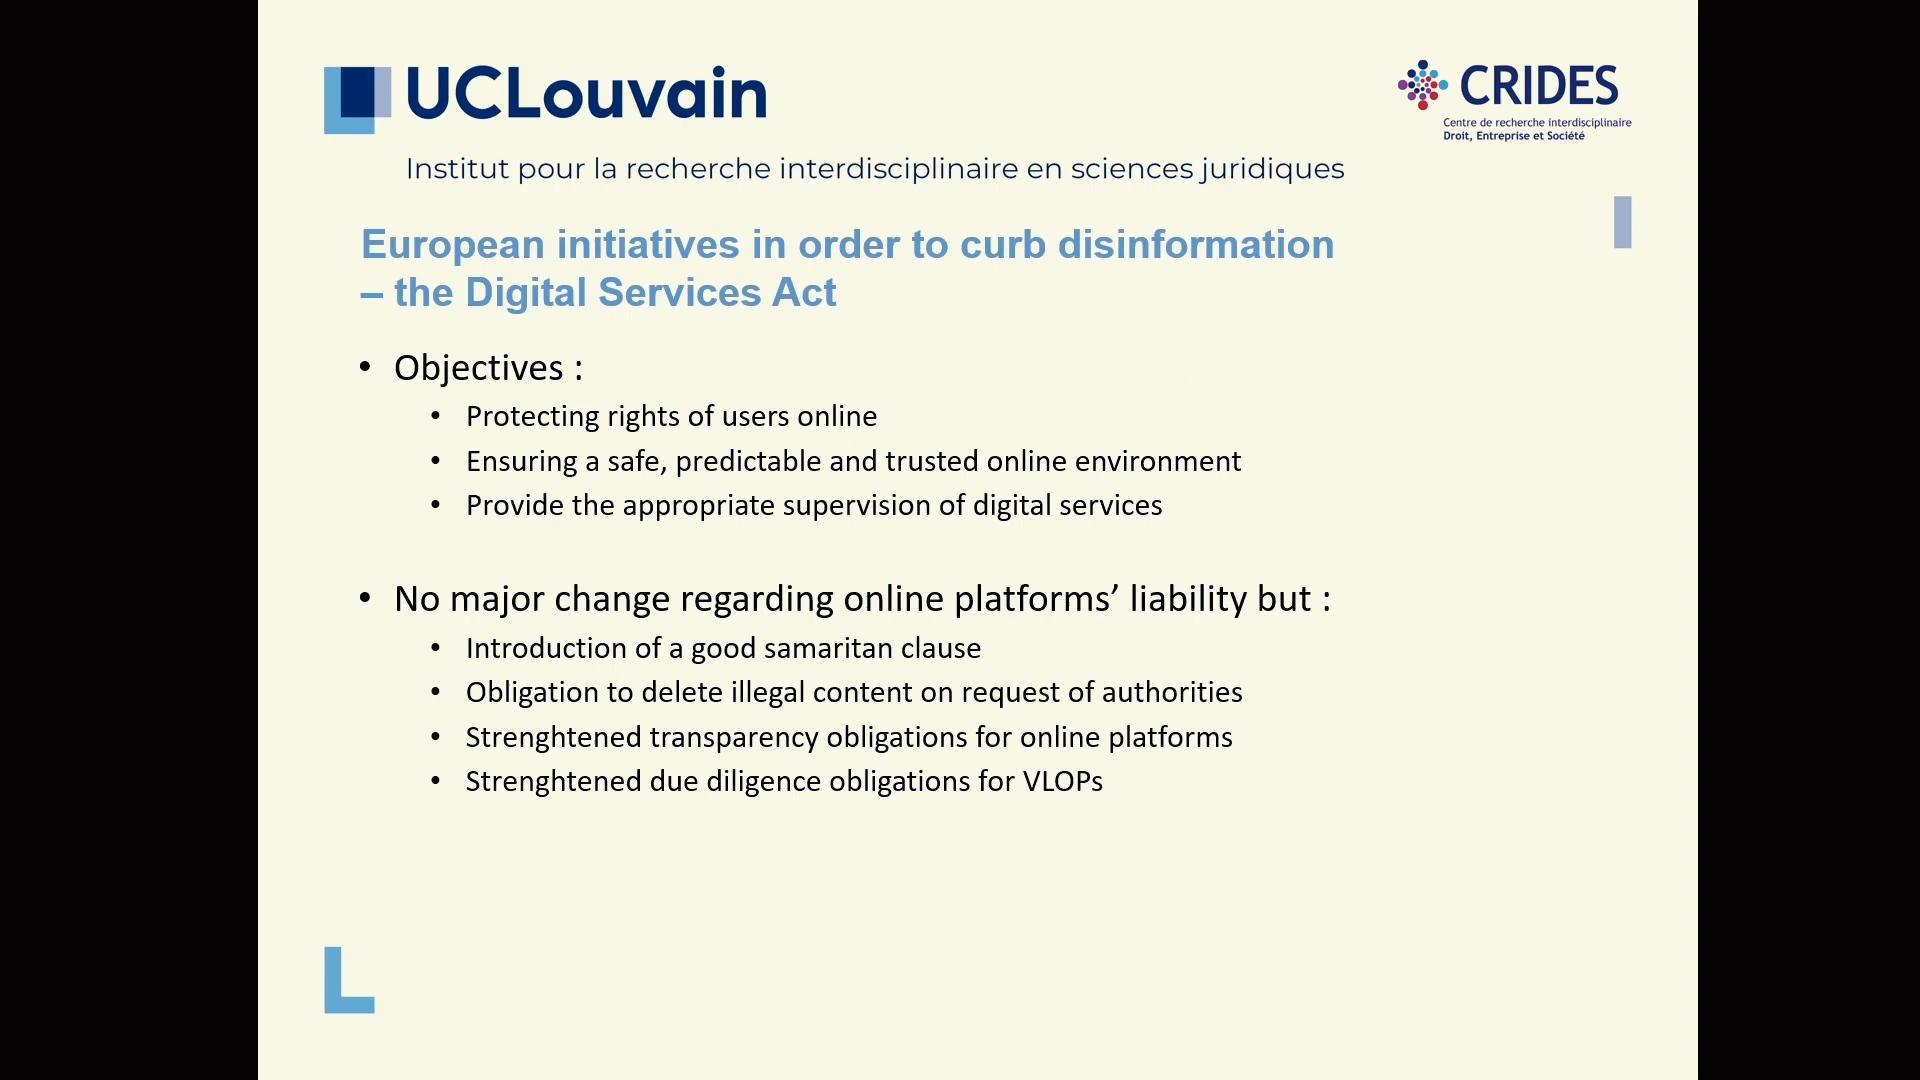 UCLouvain
CRIDES
Centre de recherche interdisciplinaire
Droit, Entreprise et Société
Institut pour la recherche interdisciplinaire en sciences juridiques
European initiatives in order to curb disinformation
– the Digital Services Act
• Objectives :
• Protecting rights of users online
• Ensuring a safe, predictable and trusted online environment
• Provide the appropriate supervision of digital services
• No major change regarding online platforms’ liability but :
• Introduction of a good samaritan clause
• Obligation to delete illegal content on request of authorities
• Strenghtened transparency obligations for online platforms
• Strenghtened due diligence obligations for VLOPs